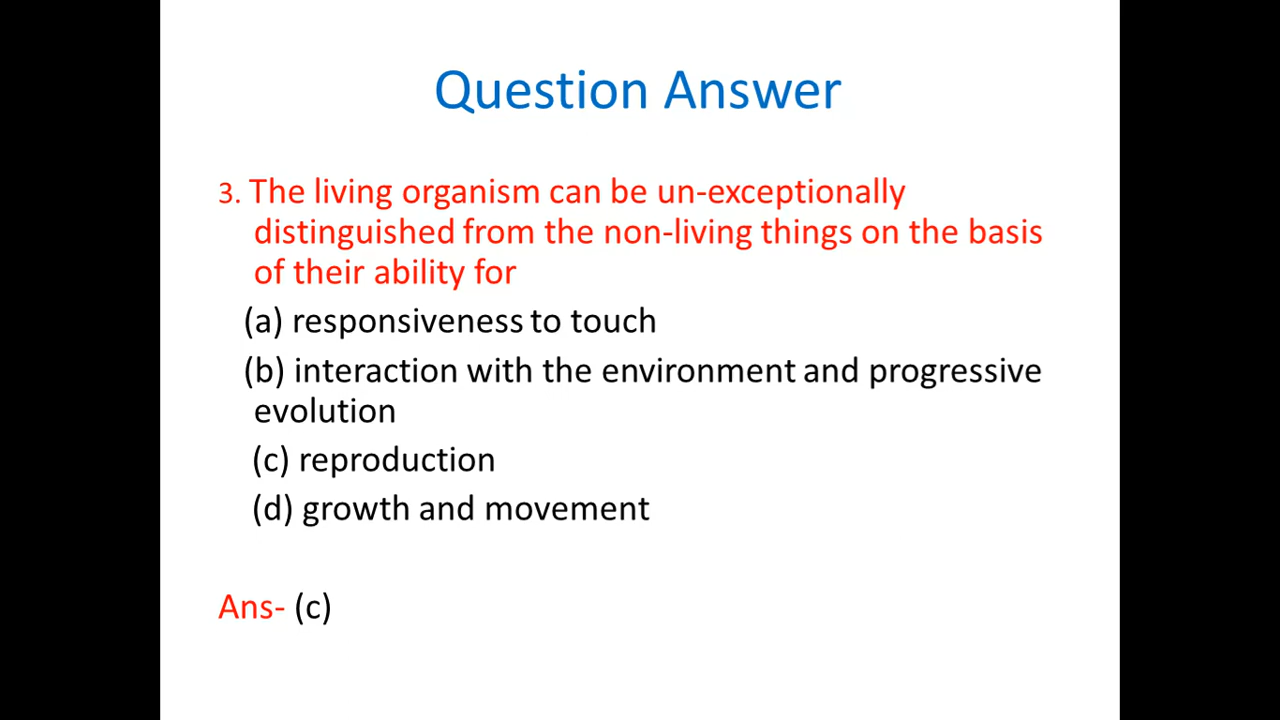 Question Answer
3. The living organism can be un-exceptionally
distinguished from the non-living things on the basis
of their ability for
(a) responsiveness to touch
(b) interaction with the environment and progressive
evolution
(c) reproduction
(d) growth and movement
Ans- (c)